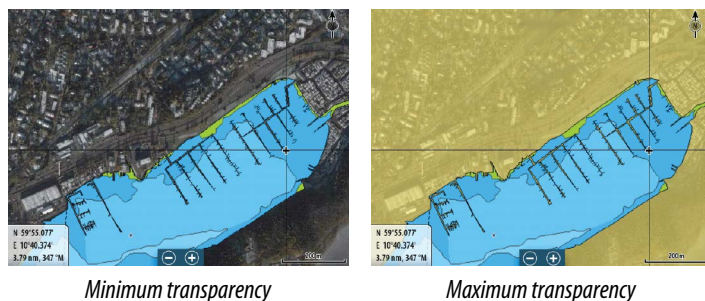 N 59°55.077'
E 10°40.374'
3.79 nm, 347 °M
200 m
N 59°55.077'
E 10°40.374'
3.79 nm, 347 °M
200 m
Minimum transparency
Maximum transparency